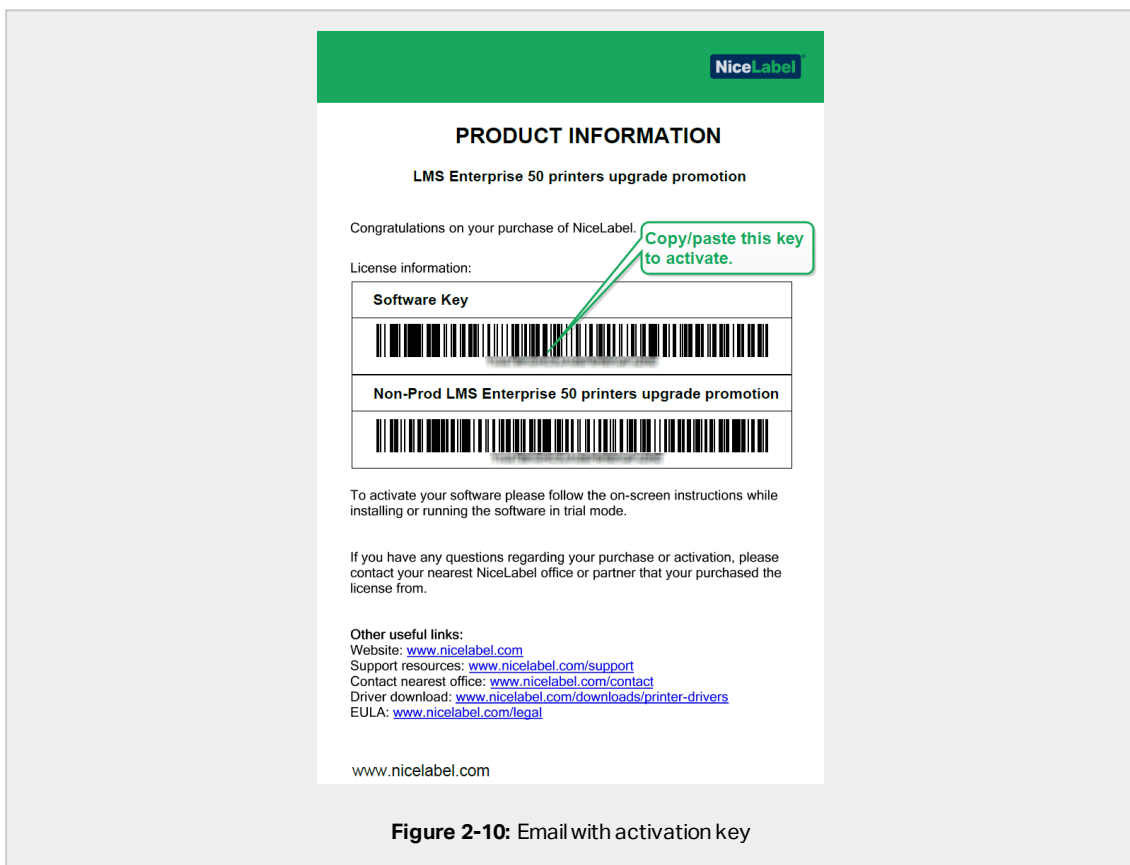 NiceLabel
PRODUCT INFORMATION
LMS Enterprise 50 printers upgrade promotion
Congratulations on your purchase of NiceLabel.
Copy/paste this key
to activate.
License information:
Software Key
Non-Prod LMS Enterprise 50 printers upgrade promotion
To activate your software please follow the on-screen instructions while
installing or running the software in trial mode.
If you have any questions regarding your purchase or activation, please
contact your nearest NiceLabel office or partner that your purchased the
license from.
Other useful links:
Website: www.nicelabel.com
Support resources: www.nicelabel.com/support
Contact nearest office: www.nicelabel.com/contact
Driver download: www.nicelabel.com/downloads/printer-drivers
EULA: www.nicelabel.com/legal
www.nicelabel.com
Figure 2-10: Email with activation key